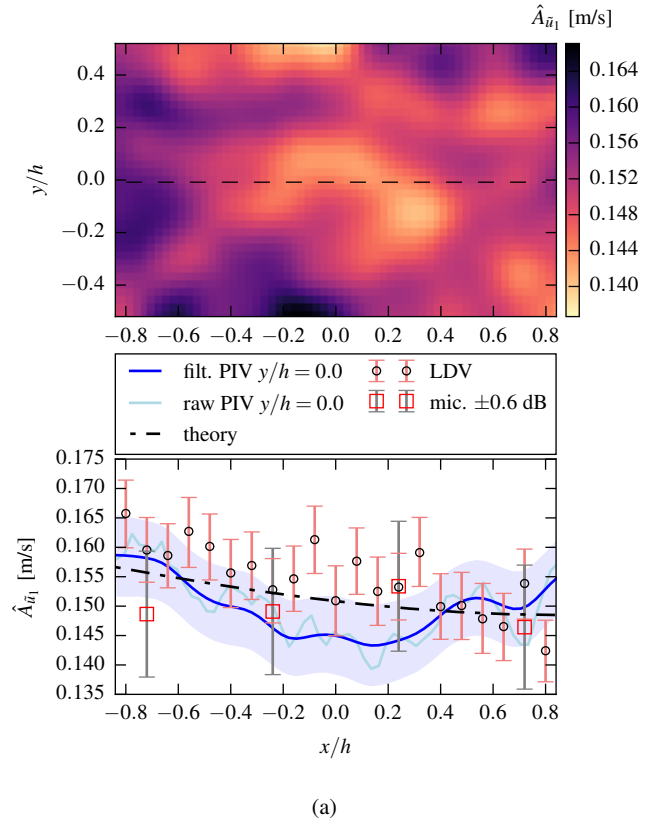 Â_ũ₁ [m/s]
0.4
0.2
0.0
−0.2
−0.4
y/h
0.164
0.160
0.156
0.152
0.148
0.144
0.140
−0.8 −0.6 −0.4 −0.2 0.0 0.2 0.4 0.6 0.8
filt. PIV y/h = 0.0
raw PIV y/h = 0.0
theory
LDV
mic. ±0.6 dB
0.175
0.170
0.165
0.160
0.155
0.150
0.145
0.140
0.135
Â_ũ₁ [m/s]
−0.8 −0.6 −0.4 −0.2 0.0 0.2 0.4 0.6 0.8
x/h
(a)